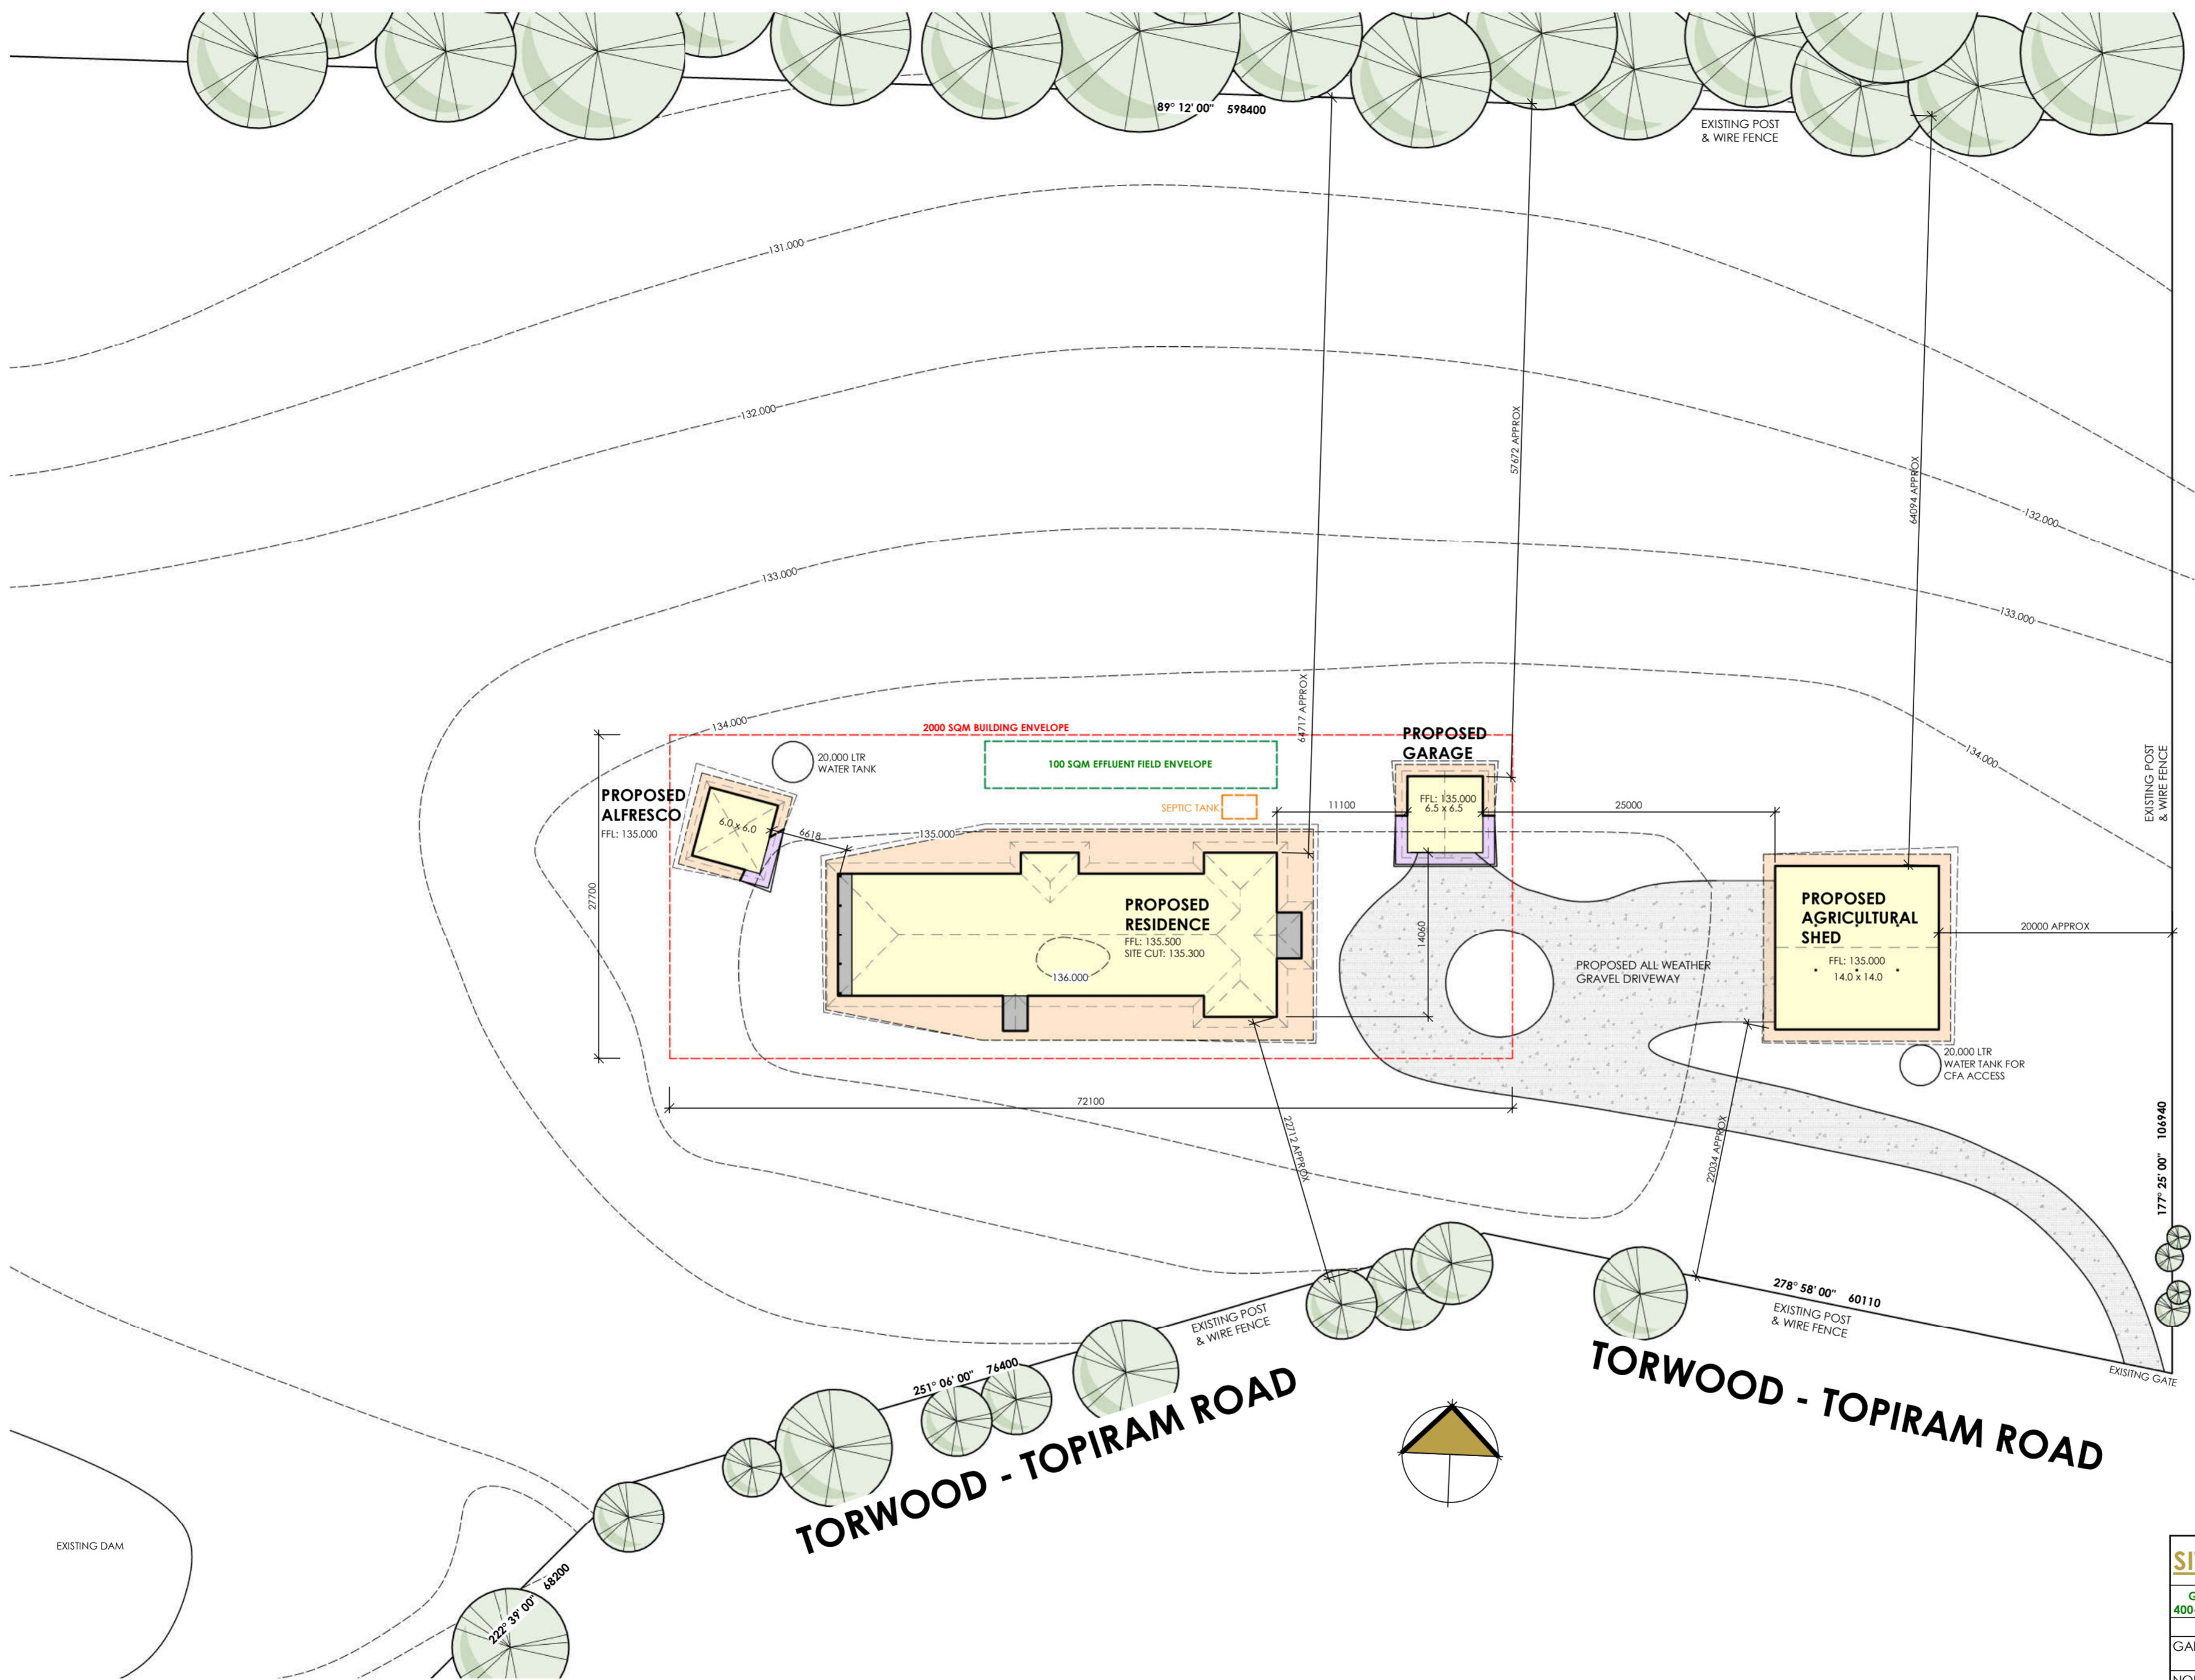 89° 12' 00" 598400
EXISTING POST
& WIRE FENCE
131.000
132.000
57672 APPROX
64094 APPROX
132.000
133.000
133.000
64717 APPROX
134.000
2000 SQM BUILDING ENVELOPE
PROPOSED
GARAGE
134.000
EXISTING POST
& WIRE FENCE
20,000 LTR
WATER TANK
100 SQM EFFLUENT FIELD ENVELOPE
PROPOSED
ALFRESCO
FFL: 135.000
6.0 x 6.0
6618
SEPTIC TANK
11100
FFL: 135.000
6.5 x 6.5
25000
135.000
27700
PROPOSED
RESIDENCE
FFL: 135.500
SITE CUT: 135.300
136.000
14060
PROPOSED ALL WEATHER
GRAVEL DRIVEWAY
PROPOSED
AGRICULTURAL
SHED
FFL: 135.000
14.0 x 14.0
20000 APPROX
20,000 LTR
WATER TANK FOR
CFA ACCESS
72100
22712 APPROX
22034 APPROX
177° 25' 00" 106940
278° 58' 00" 60110
EXISTING POST
& WIRE FENCE
EXISTING POST
& WIRE FENCE
251° 06' 00" 76400
TORWOOD - TOPIRAM ROAD
TORWOOD - TOPIRAM ROAD
EXISITNG GATE
EXISTING DAM
222° 39' 00" 68200
SI
G
400
GA